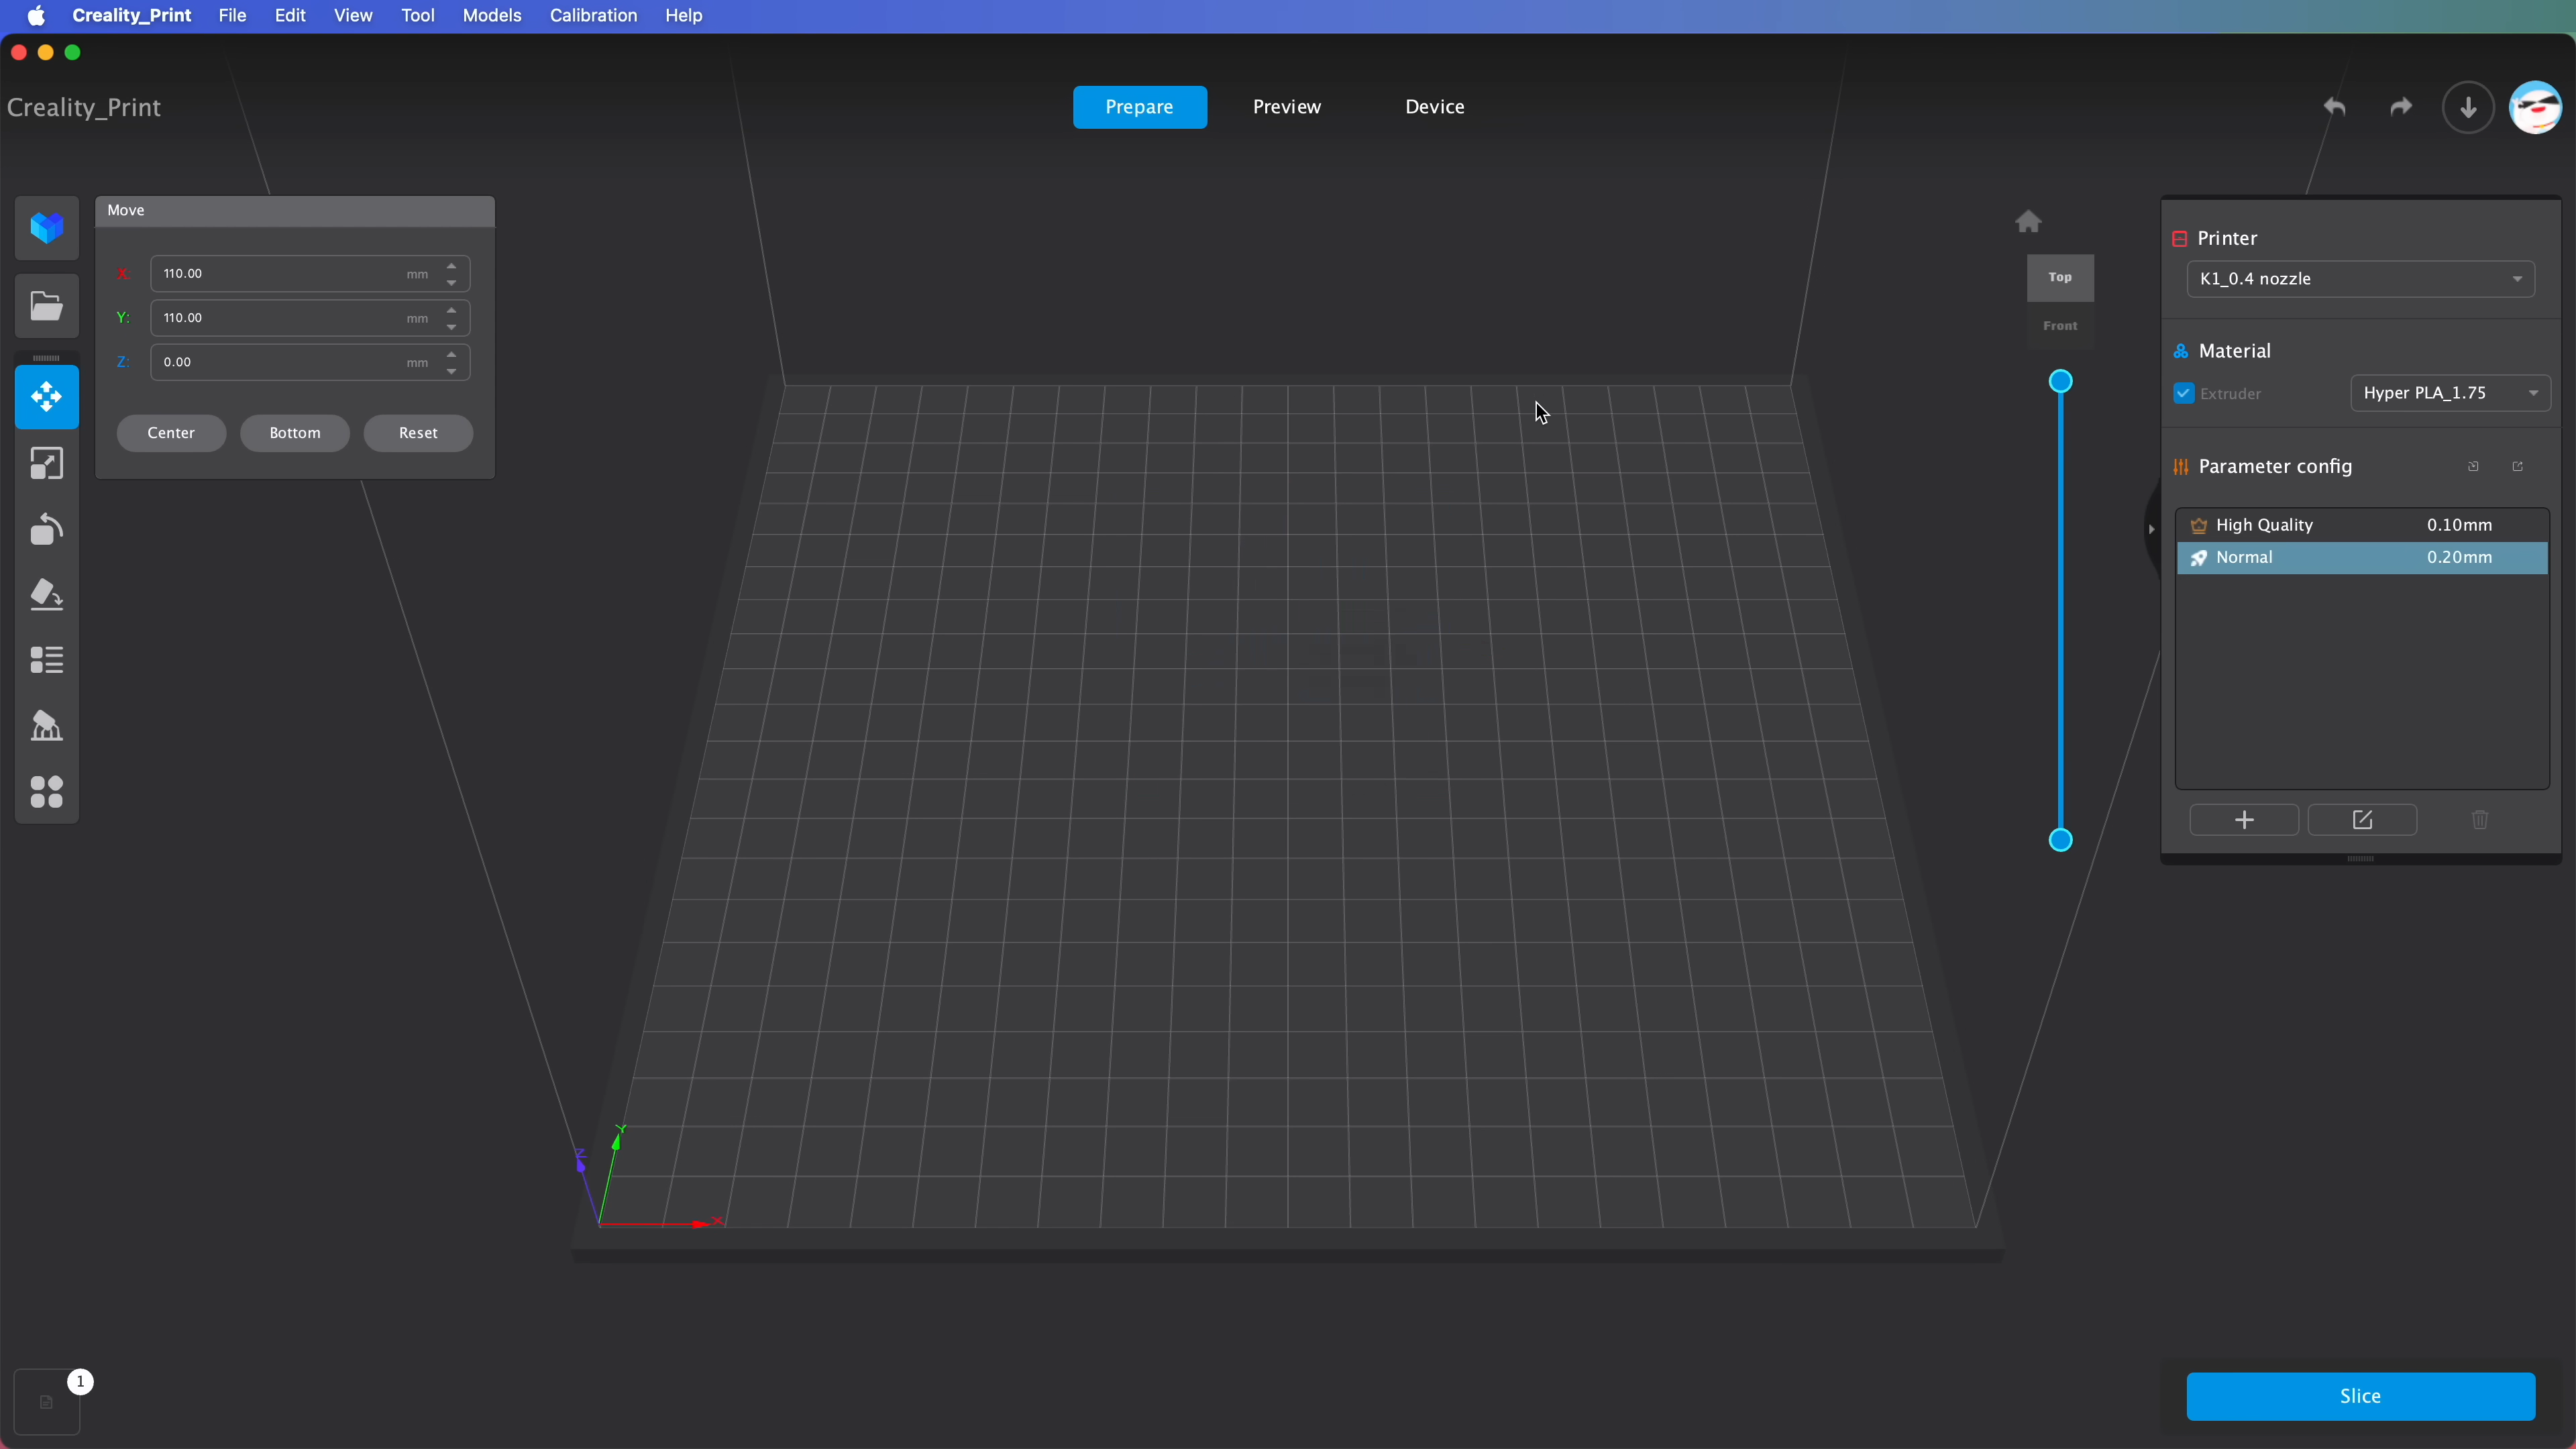 Creality_Print File Edit View Tool Models Calibration Help
Creality_Print
Prepare Preview Device
Move
X: 110.00 mm
Y: 110.00 mm
Z: 0.00 mm
Center Bottom Reset
Top
Front
Printer
K1_0.4 nozzle
Material
Extruder Hyper PLA_1.75
Parameter config
High Quality 0.10mm
Normal 0.20mm
Z
Y
X
1
Slice